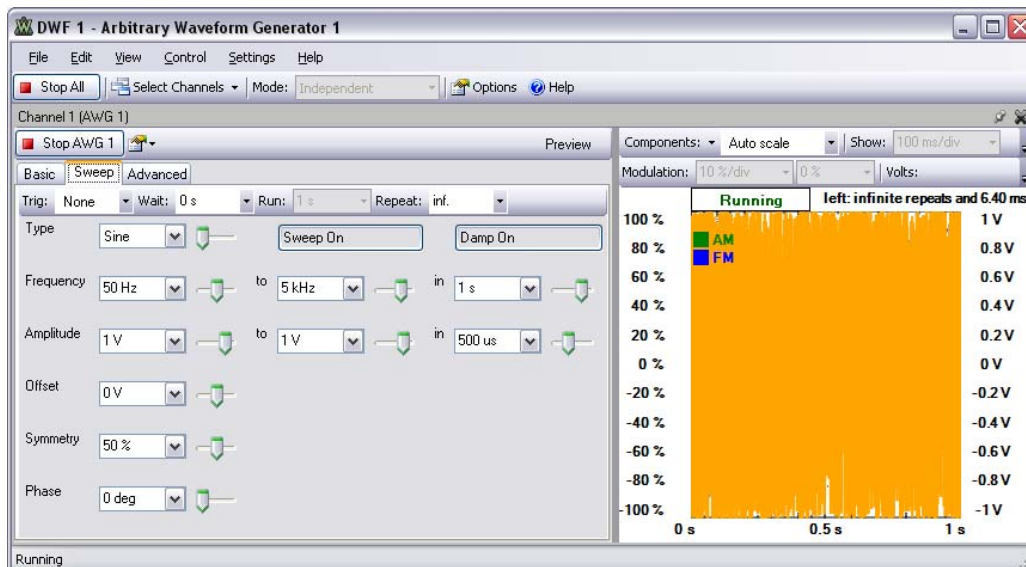 DWF 1 - Arbitrary Waveform Generator 1
File Edit View Control Settings Help
Stop All Select Channels Mode: Independent Options Help
Channel 1 (AWG 1)
Stop AWG 1 Preview
Basic Sweep Advanced
Trig: None Wait: 0 s Run: 1 s Repeat: inf.
Type Sine Sweep On Damp On
Frequency 50 Hz to 5 kHz in 1 s
Amplitude 1 V to 1 V in 500 us
Offset 0 V
Symmetry 50 %
Phase 0 deg
Components: Auto scale Show: 100 ms/div
Modulation: 10 %/div 0 % Volts:
Running left: infinite repeats and 6.40 ms
AM
FM
100 % 1 V
80 % 0.8 V
60 % 0.6 V
40 % 0.4 V
20 % 0.2 V
0 % 0 V
-20 % -0.2 V
-40 % -0.4 V
-60 % -0.6 V
-80 % -0.8 V
-100 % -1 V
0 s 0.5 s 1 s
Running